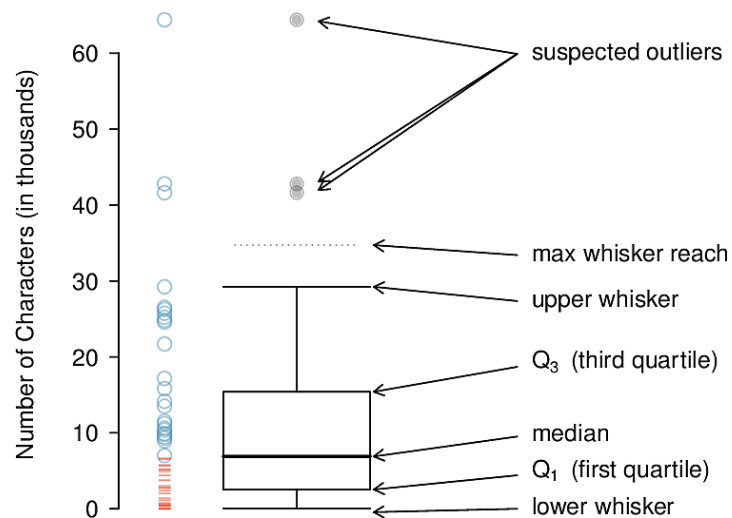 Number of Characters (in thousands)
60
50
40
30
20
10
0
suspected outliers
max whisker reach
upper whisker
Q₃ (third quartile)
median
Q₁ (first quartile)
lower whisker